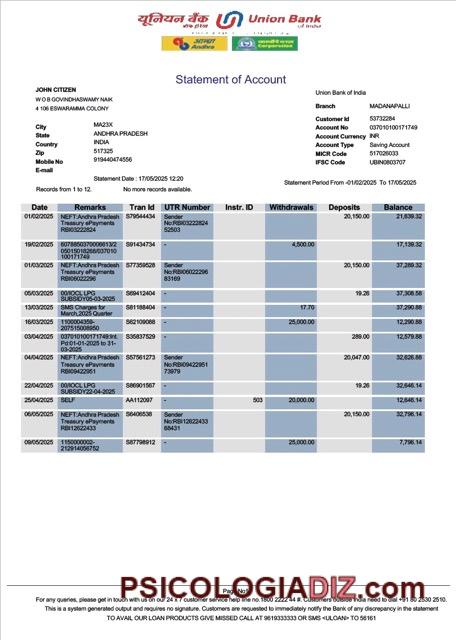 यूनियन बैंक
Union Bank
of India
आन्ध्रा
Andhra
Corporation
Statement of Account
JOHN CITIZEN
W O B GOVINDHASWAMY NAIK
4 106 ESWARAMMA COLONY
City MA23X
State ANDHRA PRADESH
Country INDIA
Zip 517325
Mobile No 919440474556
E-mail
Union Bank of India
Branch MADANAPALLI
Customer Id 53732284
Account No 037010100171749
Account Currency INR
Account Type Saving Account
MICR Code 517026033
IFSC Code UBIN0803707
Statement Date : 17/05/2025 12:20
Statement Period From -01/02/2025 To 17/05/2025
Records from 1 to 12. No more records available.
Date Remarks Tran Id UTR Number Instr. ID Withdrawals Deposits Balance
01/02/2025 NEFT:Andhra Pradesh S79544434 Sender 20,150.00 21,639.32
Treasury ePayments No:RBI03222824
RBI03222824 52503
19/02/2025 6078850370006613/2 S91434734 - 4,500.00 17,139.32
05015018268/037010
100171749
01/03/2025 NEFT:Andhra Pradesh S77359528 Sender 20,150.00 37,289.32
Treasury ePayments No:RBI06022296
RBI06022296 83169
05/03/2025 00/IOCL LPG S69412404 - 19.26 37,308.58
SUBSIDY05-03-2025
13/03/2025 SMS Charges for S81188404 - 17.70 37,290.88
March,2025 Quarter
16/03/2025 1100004359- S62109088 - 25,000.00 12,290.88
207515008950
03/04/2025 037010100171749:Int. S35837529 - 289.00 12,579.88
Pd:01-01-2025 to 31-
03-2025
04/04/2025 NEFT:Andhra Pradesh S57561273 Sender 20,047.00 32,626.88
Treasury ePayments No:RBI09422951
RBI09422951 73979
22/04/2025 00/IOCL LPG S86901567 - 19.26 32,646.14
SUBSIDY22-04-2025
25/04/2025 SELF AA112097 - 503 20,000.00 12,646.14
06/05/2025 NEFT:Andhra Pradesh S6406538 Sender 20,150.00 32,796.14
Treasury ePayments No:RBI12622433
RBI12622433 68431
09/05/2025 1150000002- S87798912 - 25,000.00 7,796.14
212914056752
PSICOLOGIADIZ.com
For any queries, please get in touch with us on our 24 x 7 customer service help line no.1800 2222 44 #. Customers outside India need to dial +91 80 2530 2510.
This is a system generated output and requires no signature. Customers are requested to immediately notify the Bank of any discrepancy in the statement
TO AVAIL OUR LOAN PRODUCTS GIVE MISSED CALL AT 9619333333 OR SMS <ULOAN> TO 56161